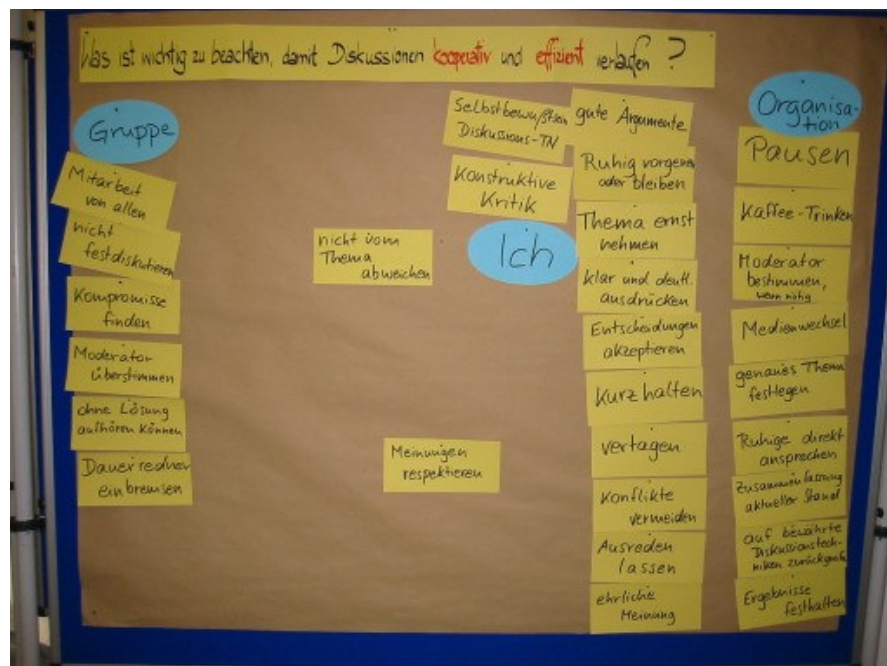 Was ist wichtig zu beachten, damit Diskussionen kooperativ und effizient verlaufen ?
Gruppe
Mitarbeit
von allen
nicht
festdiskutieren
Kompromisse
finden
Moderator
überstimmen
ohne Lösung
aufhören können
Dauerredner
einbremsen
nicht vom
Thema
abweichen
Meinungen
respektieren
Selbstbewußtsein
Diskussions-TN
Konstruktive
Kritik
Ich
gute Argumente
Ruhig vorgehen
oder bleiben
Thema ernst
nehmen
klar und deutl.
ausdrücken
Entscheidungen
akzeptieren
Kurz halten
vertagen
Konflikte
vermeiden
Ausreden
lassen
ehrliche
Meinung
Organisa-
tion
Pausen
Kaffee-Trinken
Moderator
bestimmen,
wenn nötig
Medienwechsel
genaues Thema
festlegen
Ruhige direkt
ansprechen
Zusammenfassung
aktueller Stand
auf bewährte
Diskussionstech-
niken
Ergebnisse
festhalten